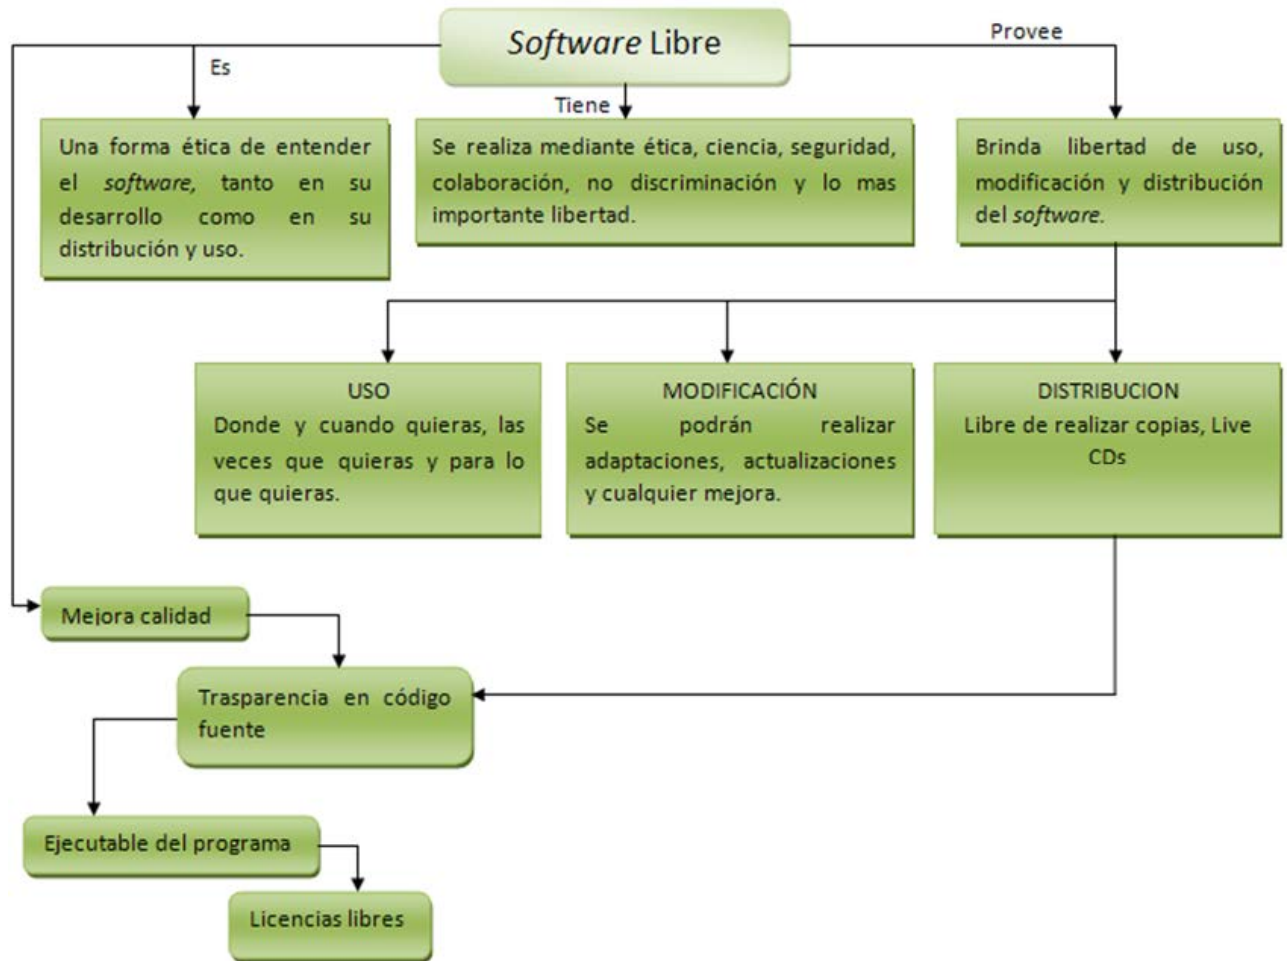 Software Libre
Provee
Es
Tiene
Una forma ética de entender
el software, tanto en su
desarrollo como en su
distribución y uso.
Se realiza mediante ética, ciencia, seguridad,
colaboración, no discriminación y lo mas
importante libertad.
Brinda libertad de uso,
modificación y distribución
del software.
USO
Donde y cuando quieras, las
veces que quieras y para lo
que quieras.
MODIFICACIÓN
Se podrán realizar
adaptaciones, actualizaciones
y cualquier mejora.
DISTRIBUCION
Libre de realizar copias, Live
CDs
Mejora calidad
Trasparencia en código
fuente
Ejecutable del programa
Licencias libres